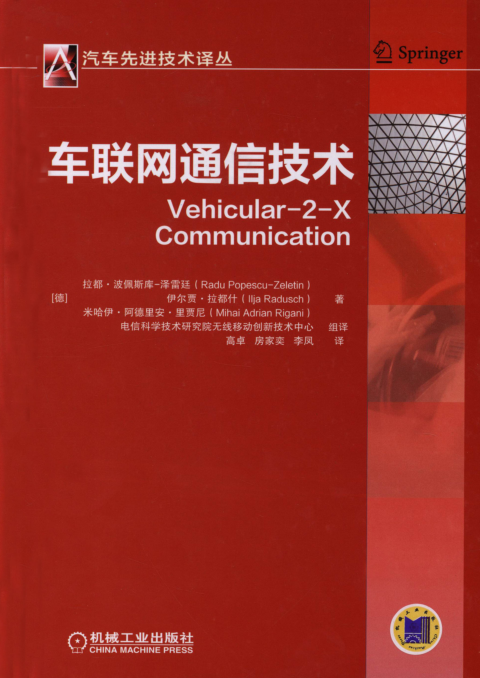 汽车先进技术译丛
Springer
车联网通信技术
Vehicular-2-X
Communication
拉都·波佩斯库-泽雷廷（Radu Popescu-Zeletin）
[德] 伊尔贾·拉都什（Ilja Radusch） 著
米哈伊·阿德里安·里贾尼（Mihai Adrian Rigani）
电信科学技术研究院无线移动创新技术中心 组译
高卓 房家奕 李凤 译
机械工业出版社
CHINA MACHINE PRESS